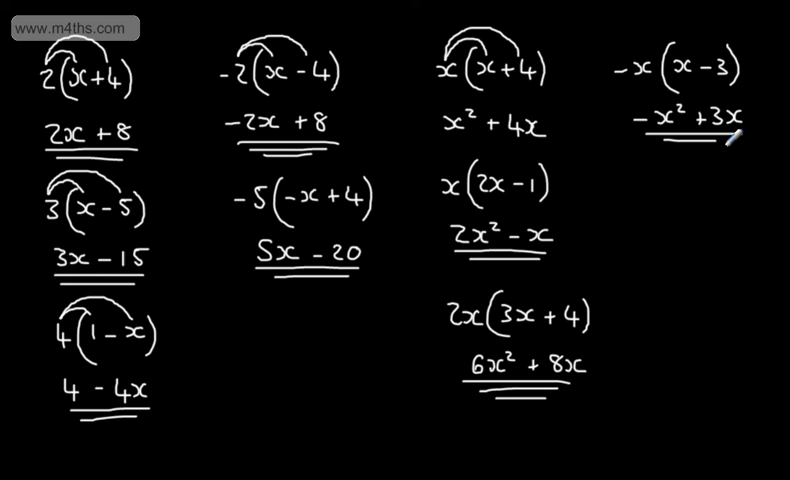 www.m4ths.com
2(x+4)
2x + 8
3(x - 5)
3x - 15
4(1 - x)
4 - 4x
-2(x - 4)
-2x + 8
-5(-x + 4)
5x - 20
x(x + 4)
x² + 4x
x(2x - 1)
2x² - x
2x(3x + 4)
6x² + 8x
-x(x - 3)
-x² + 3x